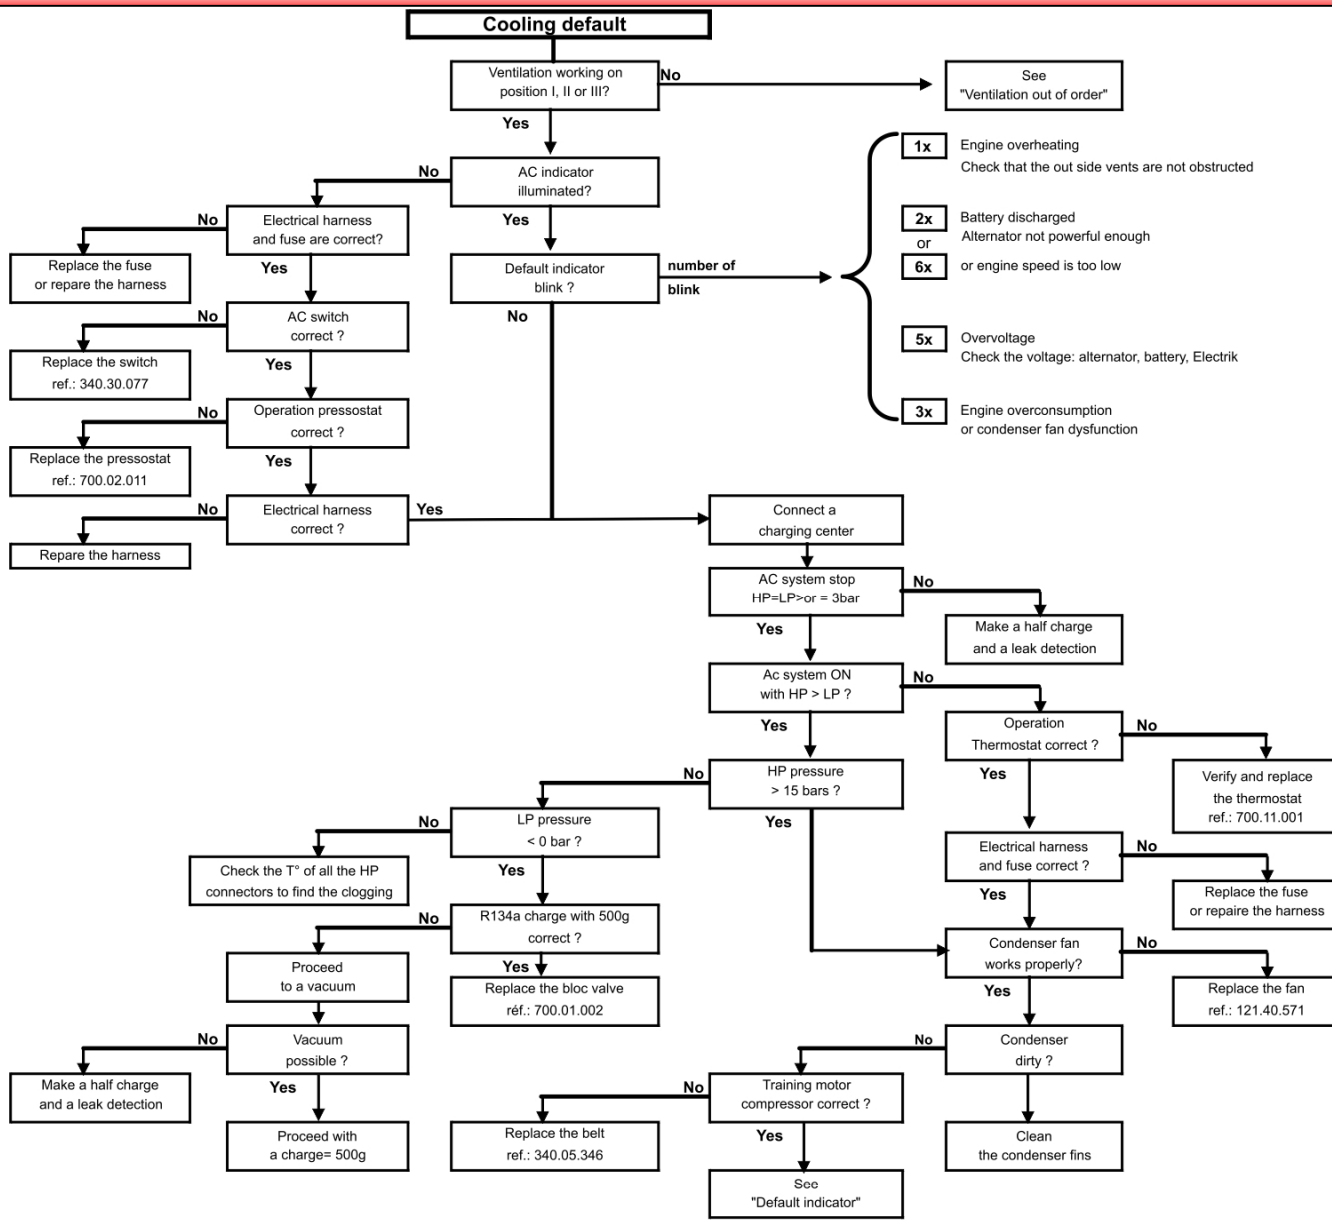 Cooling default
Ventilation working on
position I, II or III?
No
See
"Ventilation out of order"
Yes
1x
Engine overheating
Check that the out side vents are not obstructed
2x
Battery discharged
Alternator not powerful enough
or
6x
or engine speed is too low
5x
Overvoltage
Check the voltage: alternator, battery, Electrik
3x
Engine overconsumption
or condenser fan dysfunction
AC indicator
illuminated?
No
Yes
Electrical harness
and fuse are correct?
No
Yes
Replace the fuse
or repare the harness
Default indicator
blink ?
number of
blink
No
AC switch
correct ?
No
Yes
Replace the switch
ref.: 340.30.077
Operation pressostat
correct ?
No
Yes
Replace the pressostat
ref.: 700.02.011
Electrical harness
correct ?
No
Yes
Repare the harness
Connect a
charging center
AC system stop
HP=LP>or = 3bar
No
Yes
Make a half charge
and a leak detection
Ac system ON
with HP > LP ?
No
Yes
Operation
Thermostat correct ?
No
Yes
Verify and replace
the thermostat
ref.: 700.11.001
HP pressure
> 15 bars ?
No
Yes
LP pressure
< 0 bar ?
No
Yes
Check the T° of all the HP
connectors to find the clogging
Electrical harness
and fuse correct ?
No
Yes
Replace the fuse
or repaire the harness
R134a charge with 500g
correct ?
No
Yes
Condenser fan
works properly?
No
Yes
Proceed
to a vacuum
Replace the bloc valve
réf.: 700.01.002
Replace the fan
ref.: 121.40.571
Vacuum
possible ?
No
Yes
Condenser
dirty ?
No
Make a half charge
and a leak detection
Training motor
compressor correct ?
No
Yes
Proceed with
a charge= 500g
Replace the belt
ref.: 340.05.346
Clean
the condenser fins
See
"Default indicator"